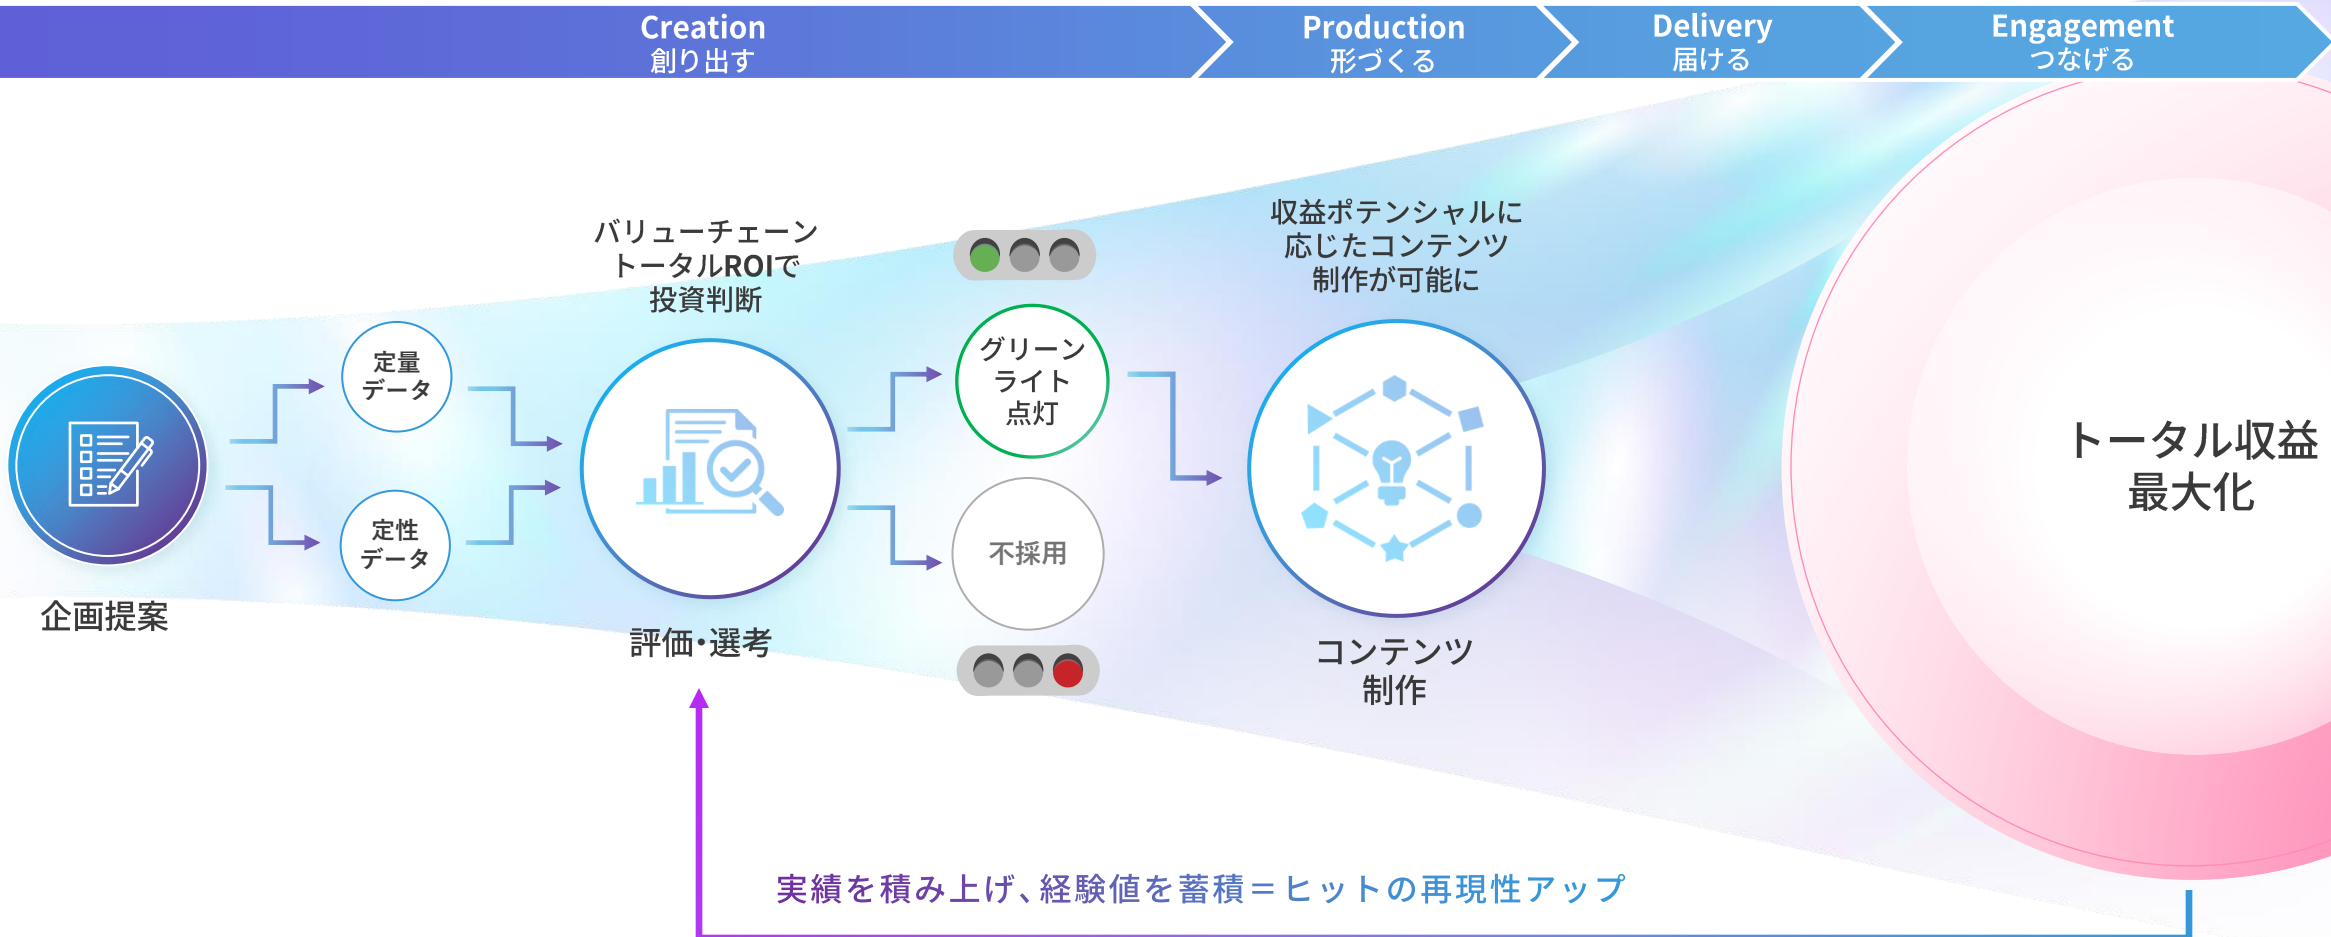 Creation
創り出す
Production
形づくる
Delivery
届ける
Engagement
つなげる
企画提案
定量
データ
定性
データ
バリューチェーン
トータルROIで
投資判断
評価・選考
グリーン
ライト
点灯
不採用
収益ポテンシャルに
応じたコンテンツ
制作が可能に
コンテンツ
制作
トータル収益
最大化
実績を積み上げ、経験値を蓄積＝ヒットの再現性アップ